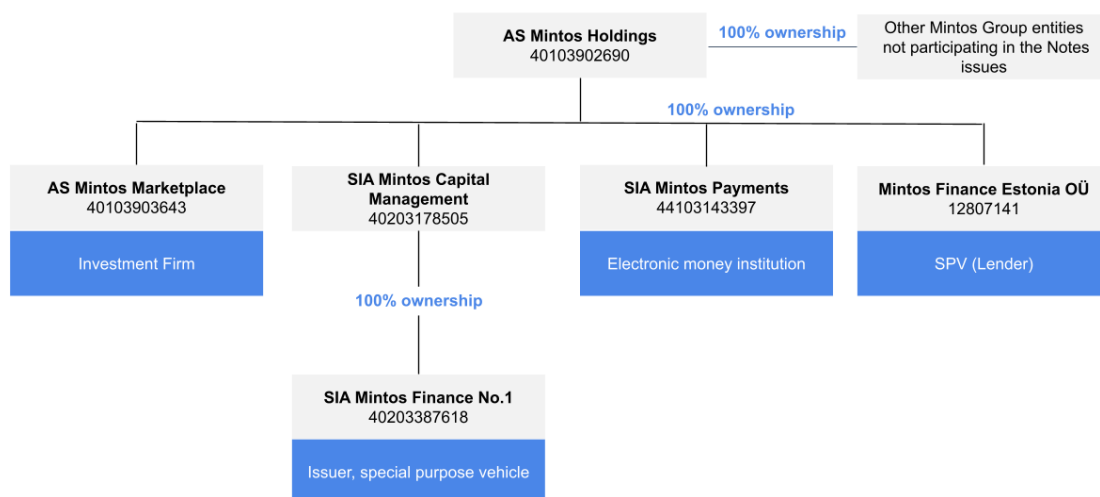 AS Mintos Holdings
40103902690
100% ownership
Other Mintos Group entities
not participating in the Notes
issues
100% ownership
AS Mintos Marketplace
40103903643
Investment Firm
SIA Mintos Capital
Management
40203178505
SIA Mintos Payments
44103143397
Electronic money institution
Mintos Finance Estonia OÜ
12807141
SPV (Lender)
100% ownership
SIA Mintos Finance No.1
40203387618
Issuer, special purpose vehicle